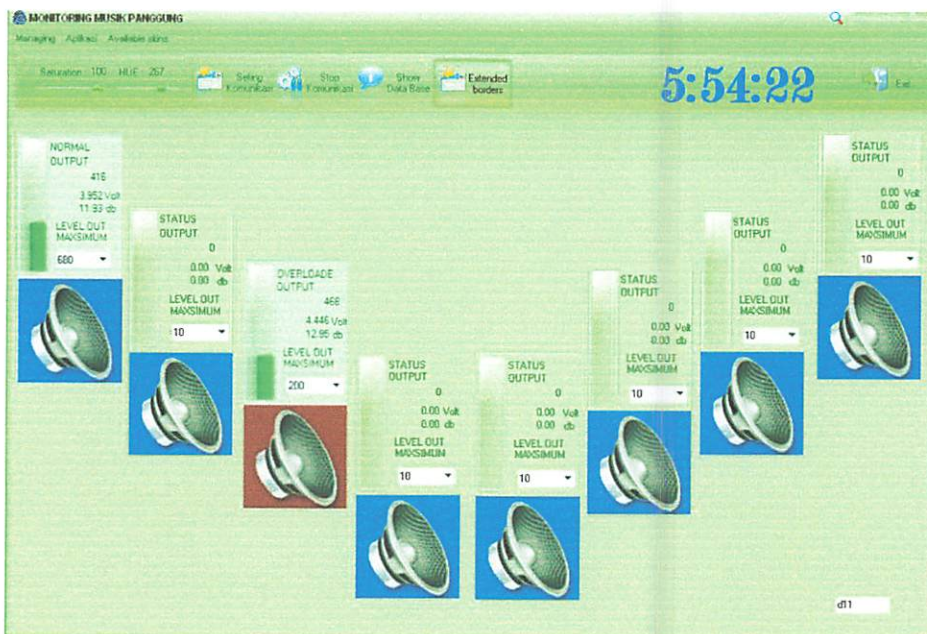 MONITORING MUSIK PANGGUNG
Managing Aplikasi Available skins
Saturation 100 HUE 267
Seting Komunikasi
Stop Komunikasi
Show Data Base
Extended borders
5:54:22
Exit
NORMAL
OUTPUT
416
3.952 Volt
11.93 db
LEVEL OUT
MAXSIMUM
680
STATUS
OUTPUT
0
0.00 Volt
0.00 db
LEVEL OUT
MAXSIMUM
10
OVERLOADE
OUTPUT
468
4.446 Volt
12.95 db
LEVEL OUT
MAXSIMUM
200
STATUS
OUTPUT
0
0.00 Volt
0.00 db
LEVEL OUT
MAXSIMUM
10
STATUS
OUTPUT
0
0.00 Volt
0.00 db
LEVEL OUT
MAXSIMUM
10
STATUS
OUTPUT
0
0.00 Volt
0.00 db
LEVEL OUT
MAXSIMUM
10
STATUS
OUTPUT
0
0.00 Volt
0.00 db
LEVEL OUT
MAXSIMUM
10
STATUS
OUTPUT
0
0.00 Volt
0.00 db
LEVEL OUT
MAXSIMUM
10
d11